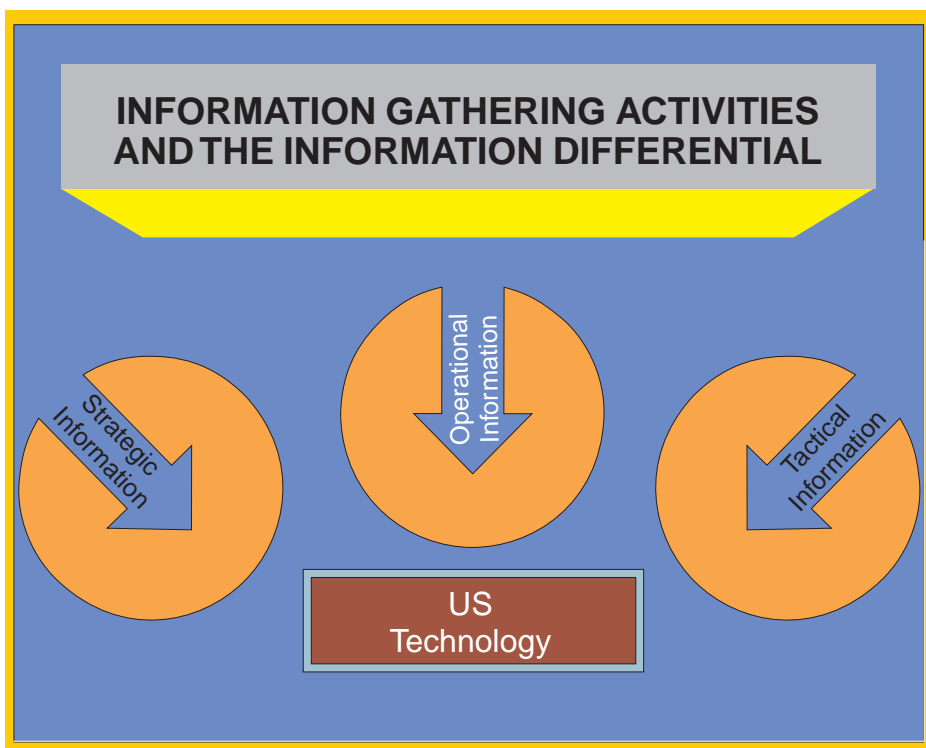 INFORMATION GATHERING ACTIVITIES
AND THE INFORMATION DIFFERENTIAL
Strategic
Information
Operational
Information
Tactical
Information
US
Technology